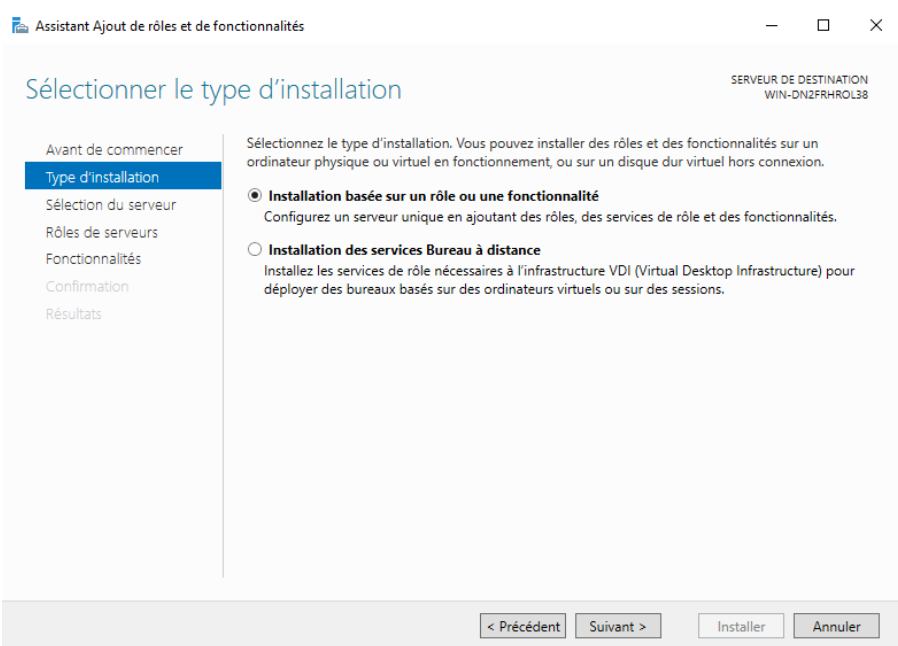 Assistant Ajout de rôles et de fonctionnalités
Sélectionner le type d’installation
SERVEUR DE DESTINATION
WIN-DN2FRHROL38
Avant de commencer
Type d'installation
Sélection du serveur
Rôles de serveurs
Fonctionnalités
Confirmation
Résultats
Sélectionnez le type d’installation. Vous pouvez installer des rôles et des fonctionnalités sur un
ordinateur physique ou virtuel en fonctionnement, ou sur un disque dur virtuel hors connexion.
Installation basée sur un rôle ou une fonctionnalité
Configurez un serveur unique en ajoutant des rôles, des services de rôle et des fonctionnalités.
Installation des services Bureau à distance
Installez les services de rôle nécessaires à l’infrastructure VDI (Virtual Desktop Infrastructure) pour
déployer des bureaux basés sur des ordinateurs virtuels ou sur des sessions.
< Précédent
Suivant >
Installer
Annuler